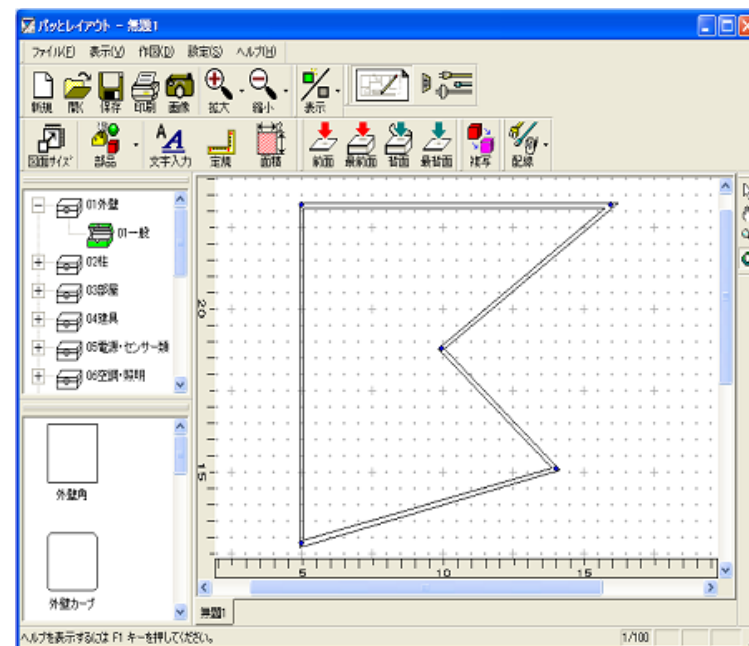 パッとレイアウト - 無題1
ファイル(F) 表示(V) 作図(D) 設定(S) ヘルプ(H)
新規 開く 保存 印刷 画像 拡大 縮小 表示
図面サイズ 部品 文字入力 定規 面積 前面 最前面 背面 最背面 複写 配線
01外壁
01一般
02柱
03部屋
04建具
05電源・センサー類
06空調・照明
外壁角
外壁カーブ
20
15
5 10 15
無題1
ヘルプを表示するには F1 キーを押してください。
1/100